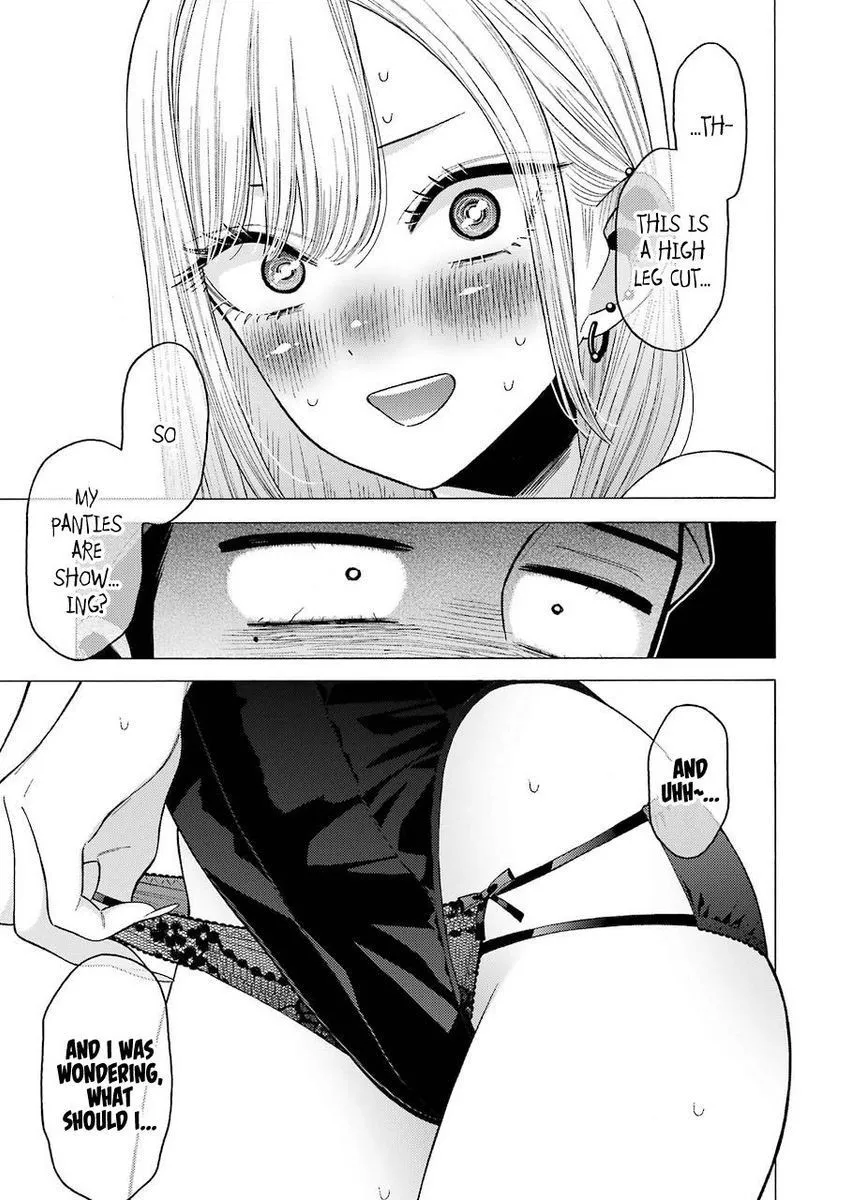 ...TH-
THIS IS
A HIGH
LEG CUT...
SO
MY
PANTIES
ARE
SHOW...
ING?
AND
UHH~...
AND I WAS
WONDERING,
WHAT
SHOULD I...